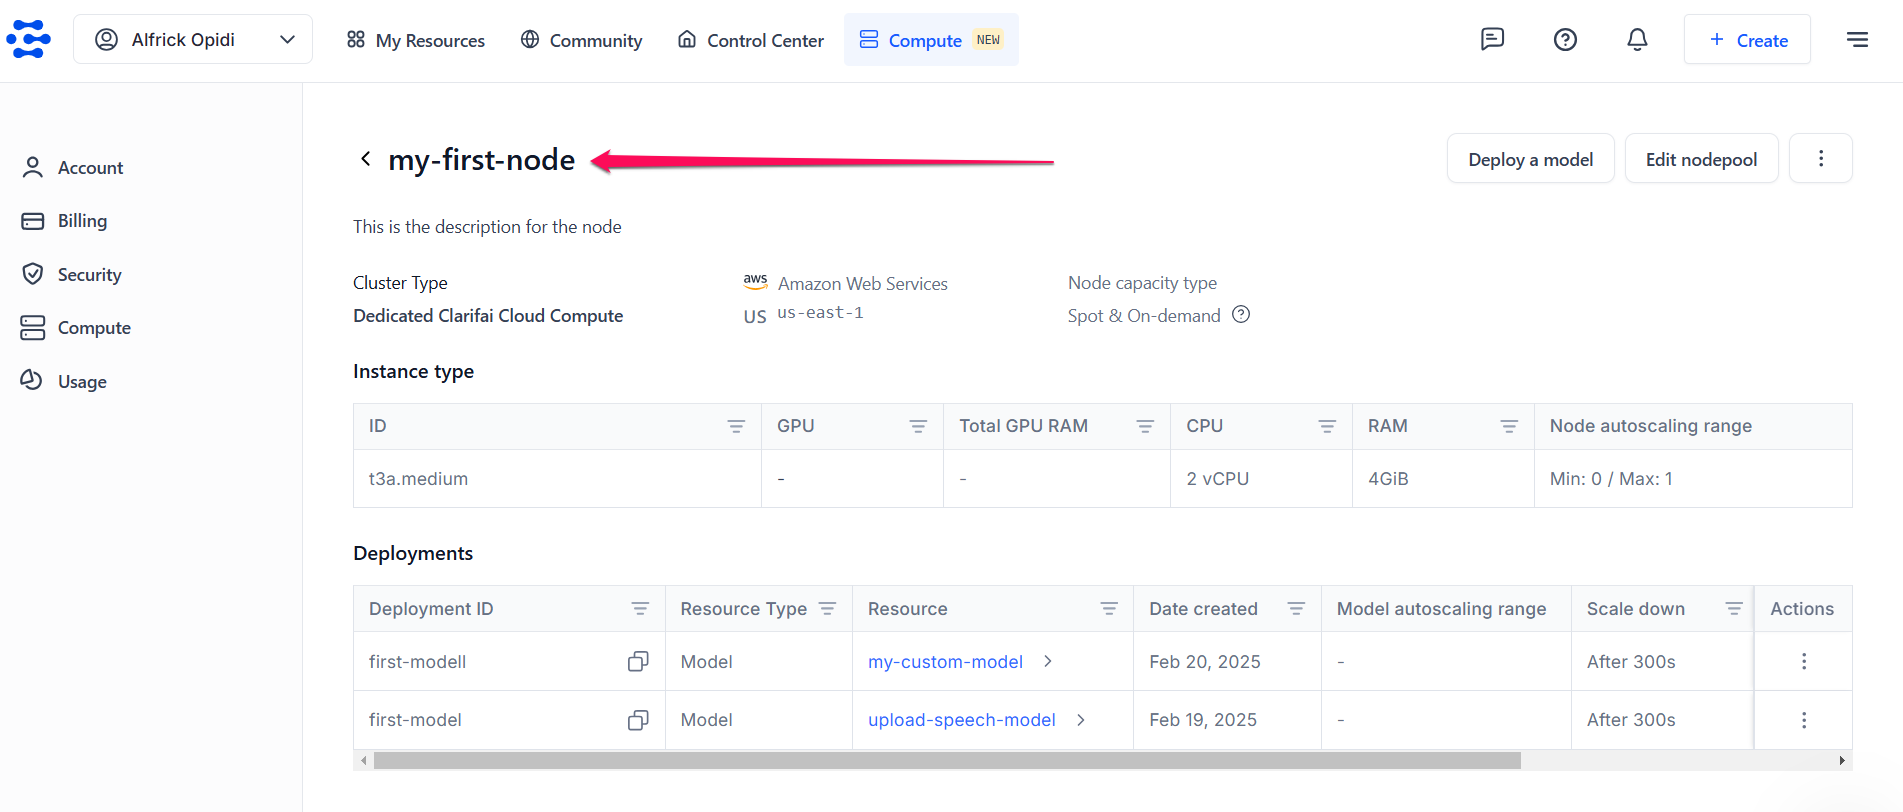 Alfrick Opidi
My Resources
Community
Control Center
Compute NEW
+ Create
Account
Billing
Security
Compute
Usage
my-first-node
Deploy a model
Edit nodepool
This is the description for the node
Cluster Type
Dedicated Clarifai Cloud Compute
aws Amazon Web Services
US us-east-1
Node capacity type
Spot & On-demand
Instance type
ID GPU Total GPU RAM CPU RAM Node autoscaling range
t3a.medium - - 2 vCPU 4GiB Min: 0 / Max: 1
Deployments
Deployment ID Resource Type Resource Date created Model autoscaling range Scale down Actions
first-modell Model my-custom-model Feb 20, 2025 - After 300s
first-model Model upload-speech-model Feb 19, 2025 - After 300s